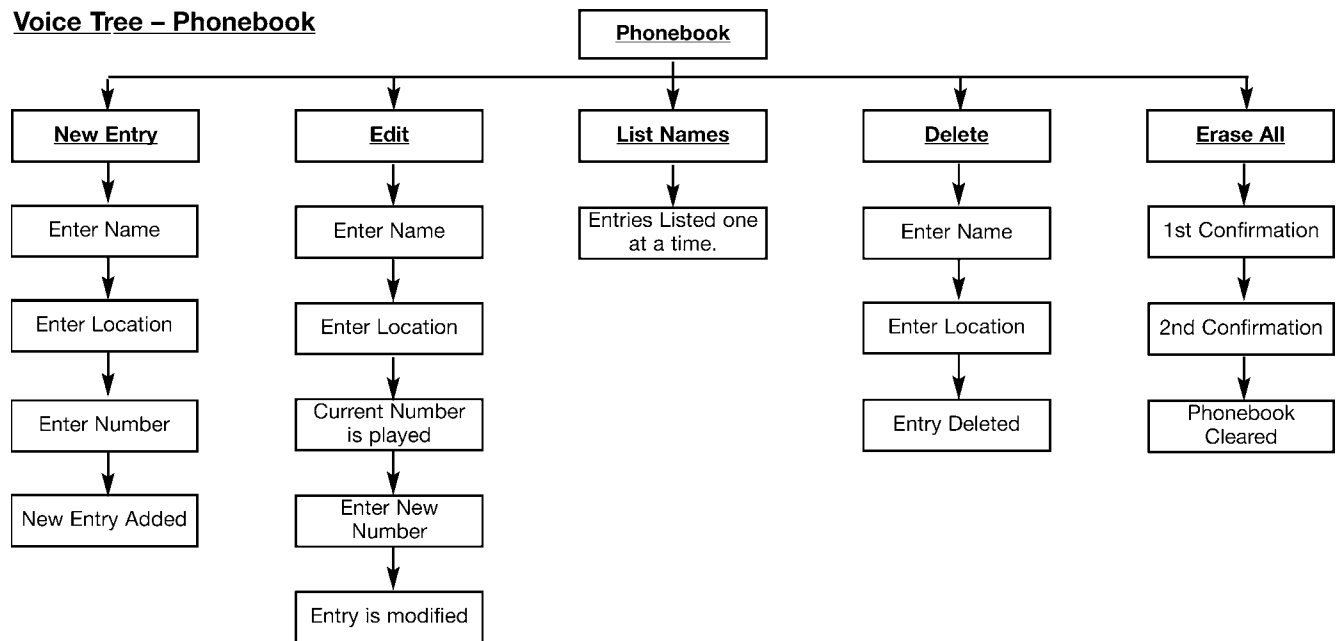 Voice Tree – Phonebook
Phonebook
New Entry
Enter Name
Enter Location
Enter Number
New Entry Added
Edit
Enter Name
Enter Location
Current Number
is played
Enter New
Number
Entry is modified
List Names
Entries Listed one
at a time.
Delete
Enter Name
Enter Location
Entry Deleted
Erase All
1st Confirmation
2nd Confirmation
Phonebook
Cleared